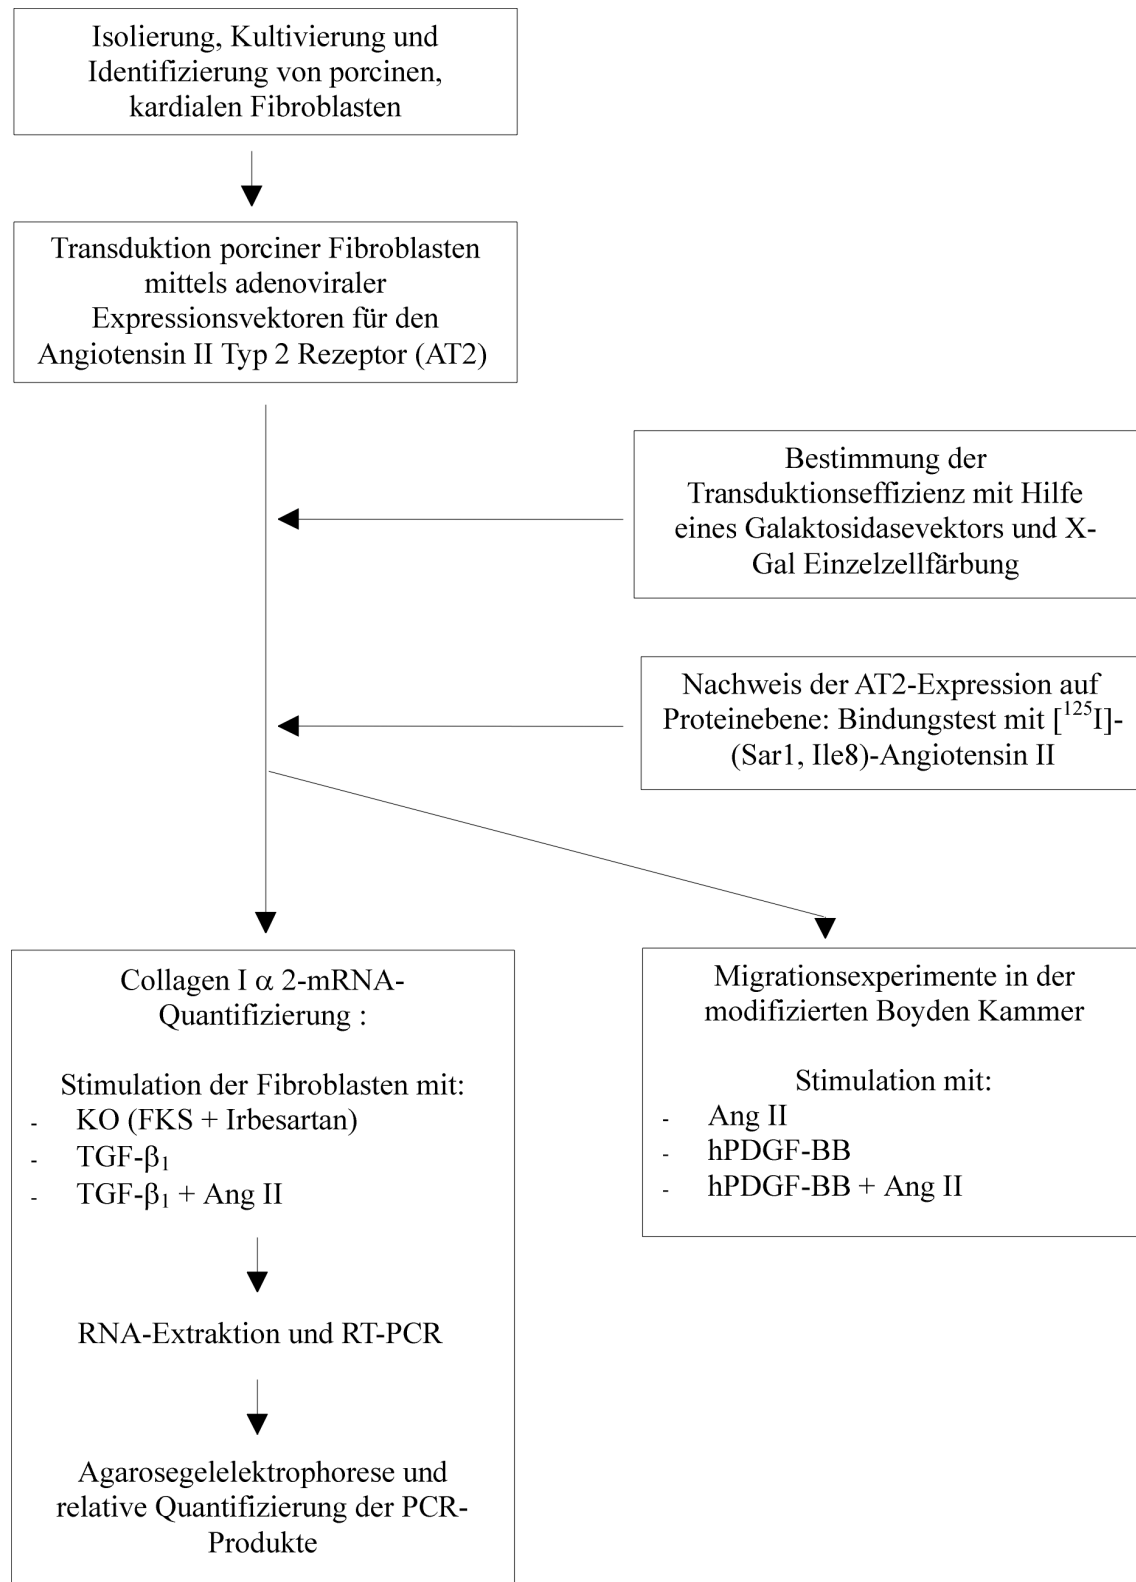 Isolierung, Kultivierung und
Identifizierung von porcinen,
kardialen Fibroblasten
Transduktion porciner Fibroblasten
mittels adenoviraler
Expressionsvektoren für den
Angiotensin II Typ 2 Rezeptor (AT2)
Bestimmung der
Transduktionseffizienz mit Hilfe
eines Galaktosidasevektors und X-
Gal Einzelzellfärbung
Nachweis der AT2-Expression auf
Proteinebene: Bindungstest mit [¹²⁵I]-
(Sar1, Ile8)-Angiotensin II
Collagen I α 2-mRNA-
Quantifizierung :
Stimulation der Fibroblasten mit:
- KO (FKS + Irbesartan)
- TGF-β₁
- TGF-β₁ + Ang II
RNA-Extraktion und RT-PCR
Agarosegelelektrophorese und
relative Quantifizierung der PCR-
Produkte
Migrationsexperimente in der
modifizierten Boyden Kammer
Stimulation mit:
- Ang II
- hPDGF-BB
- hPDGF-BB + Ang II